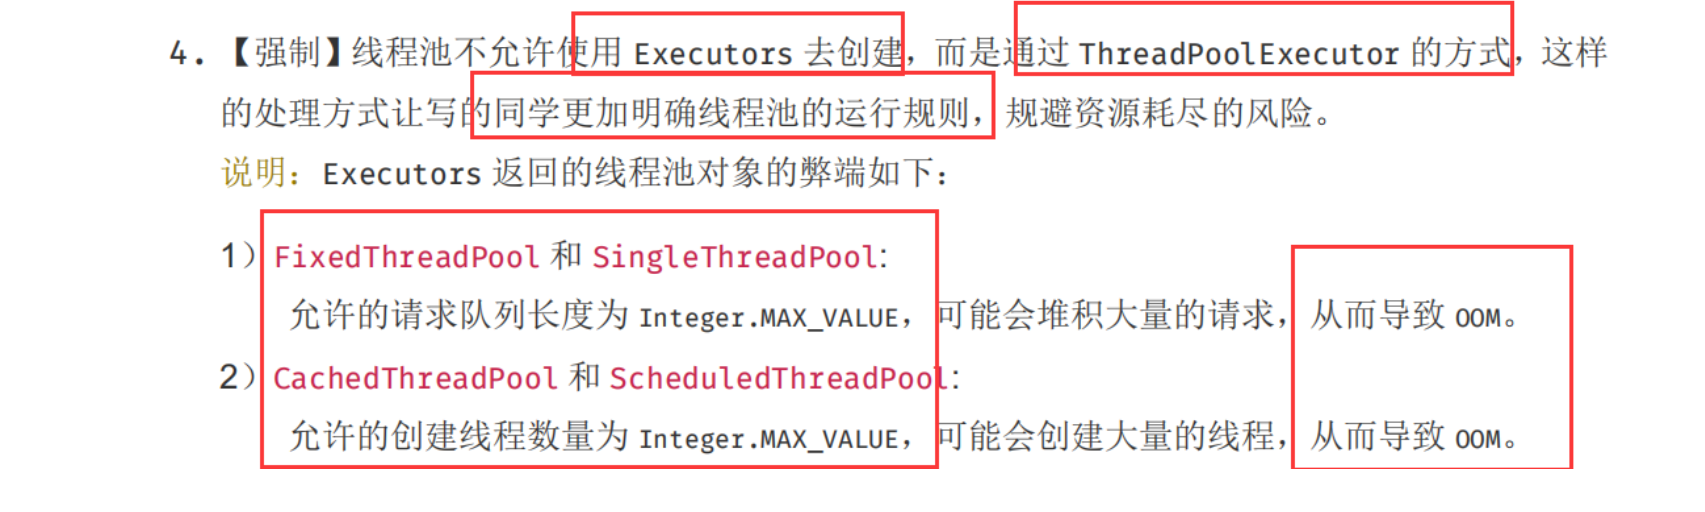 4. 【强制】线程池不允许使用 Executors 去创建，而是通过 ThreadPoolExecutor 的方式，这样
的处理方式让写的同学更加明确线程池的运行规则，规避资源耗尽的风险。
说明：Executors 返回的线程池对象的弊端如下：
1）FixedThreadPool 和 SingleThreadPool:
允许的请求队列长度为 Integer.MAX_VALUE，可能会堆积大量的请求，从而导致 OOM。
2）CachedThreadPool 和 ScheduledThreadPool:
允许的创建线程数量为 Integer.MAX_VALUE，可能会创建大量的线程，从而导致 OOM。